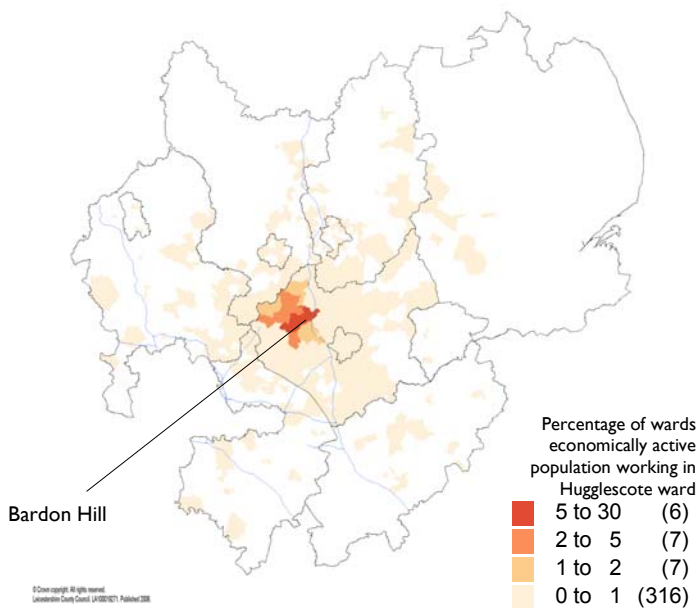 Bardon Hill
Percentage of wards
economically active
population working in
Hugglescote ward
5 to 30 (6)
2 to 5 (7)
1 to 2 (7)
0 to 1 (316)
© Crown copyright. All rights reserved.
Leicestershire County Council. LA100019271. Published 2006.